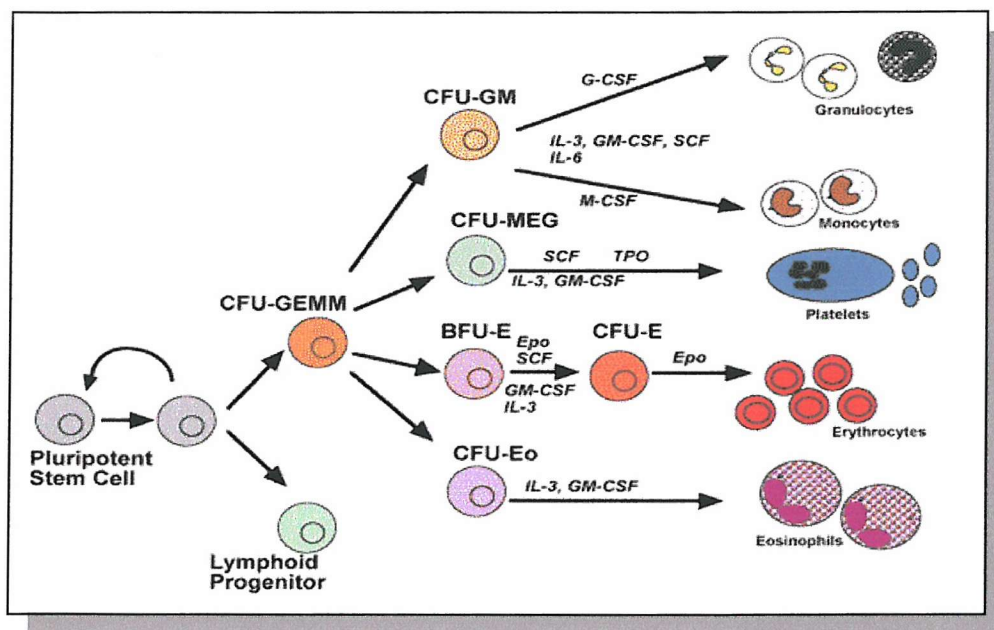 CFU-GM
G-CSF
Granulocytes
IL-3, GM-CSF, SCF
IL-6
M-CSF
Monocytes
CFU-MEG
SCF TPO
IL-3, GM-CSF
Platelets
CFU-GEMM
BFU-E
Epo
SCF
GM-CSF
IL-3
CFU-E
Epo
Erythrocytes
Pluripotent
Stem Cell
CFU-Eo
IL-3, GM-CSF
Eosinophils
Lymphoid
Progenitor